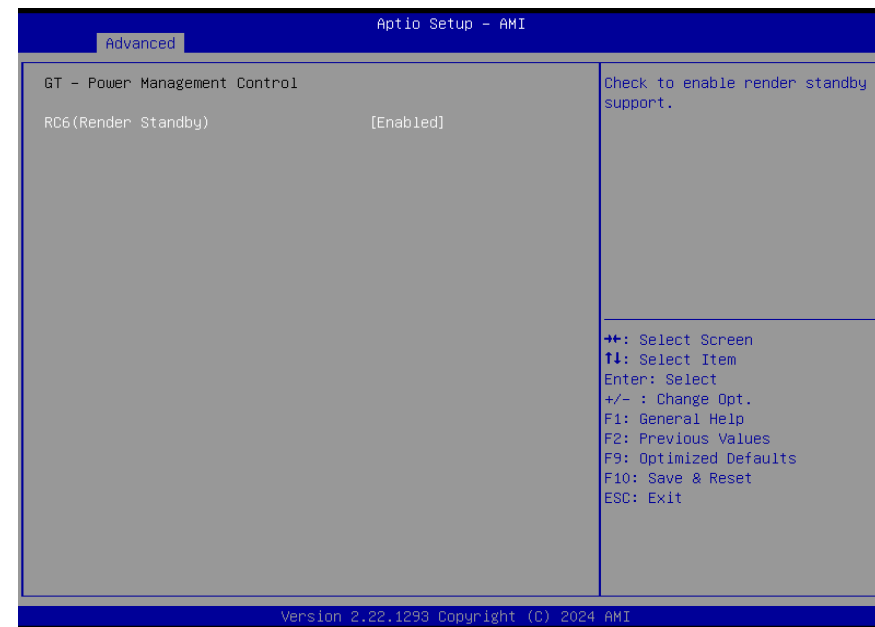 Aptio Setup – AMI
Advanced
GT – Power Management Control
RC6(Render Standby) [Enabled]
Check to enable render standby
support.
→←: Select Screen
↑↓: Select Item
Enter: Select
+/- : Change Opt.
F1: General Help
F2: Previous Values
F9: Optimized Defaults
F10: Save & Reset
ESC: Exit
Version 2.22.1293 Copyright (C) 2024 AMI